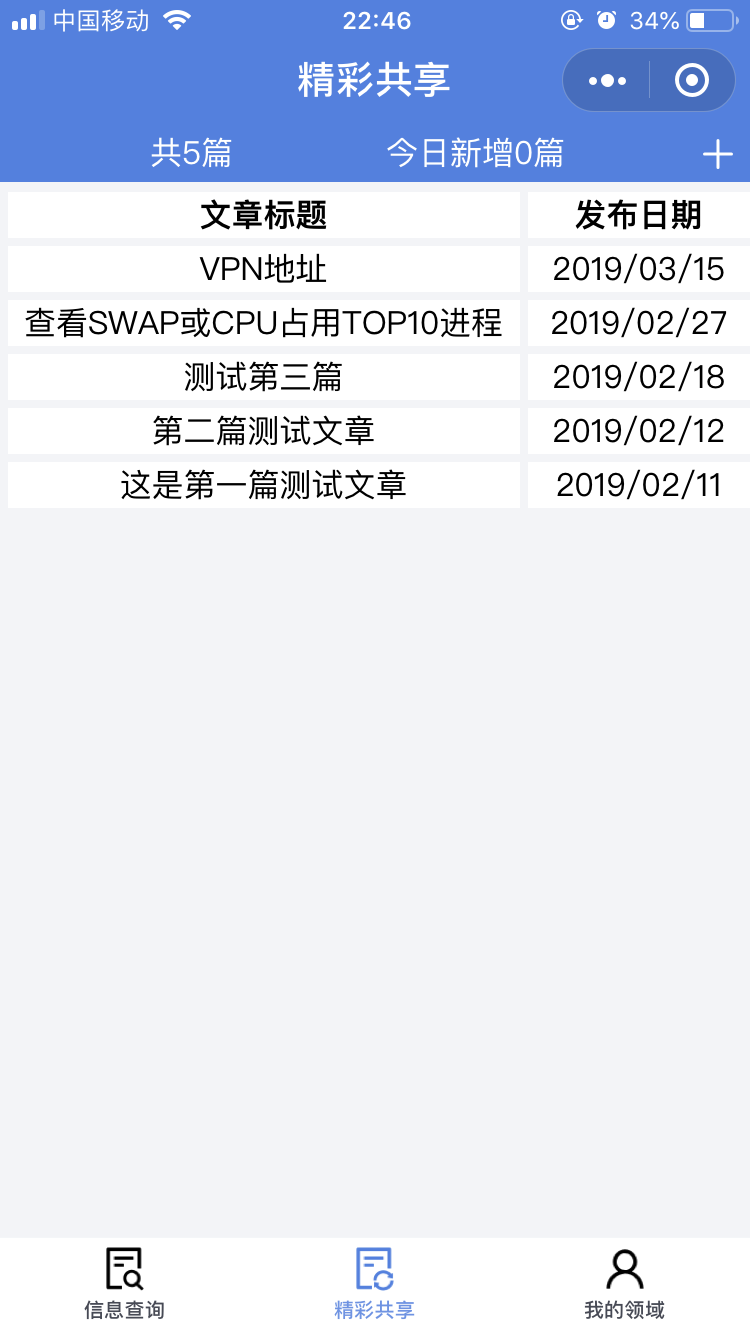 中国移动 22:46 34%
精彩共享
共5篇 今日新增0篇
文章标题 发布日期
VPN地址 2019/03/15
查看SWAP或CPU占用TOP10进程 2019/02/27
测试第三篇 2019/02/18
第二篇测试文章 2019/02/12
这是第一篇测试文章 2019/02/11
信息查询 精彩共享 我的领域